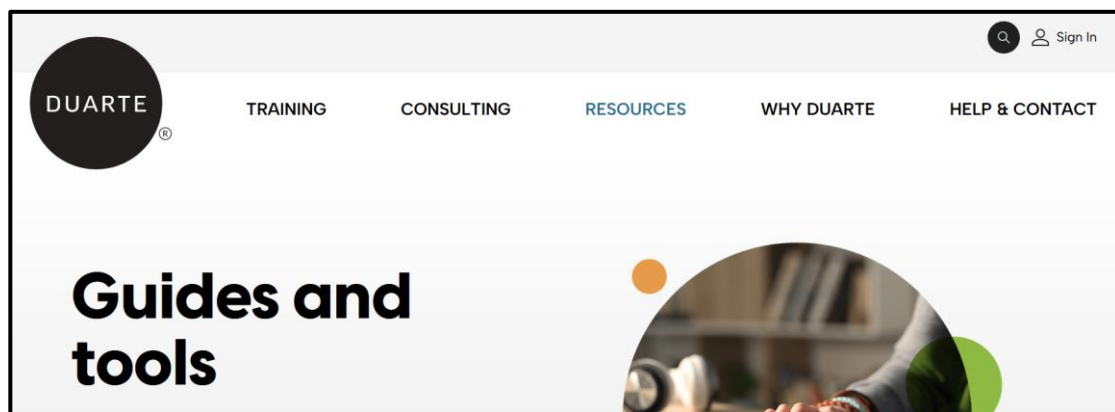 Sign In
DUARTE
®
TRAINING CONSULTING RESOURCES WHY DUARTE HELP & CONTACT
Guides and
tools